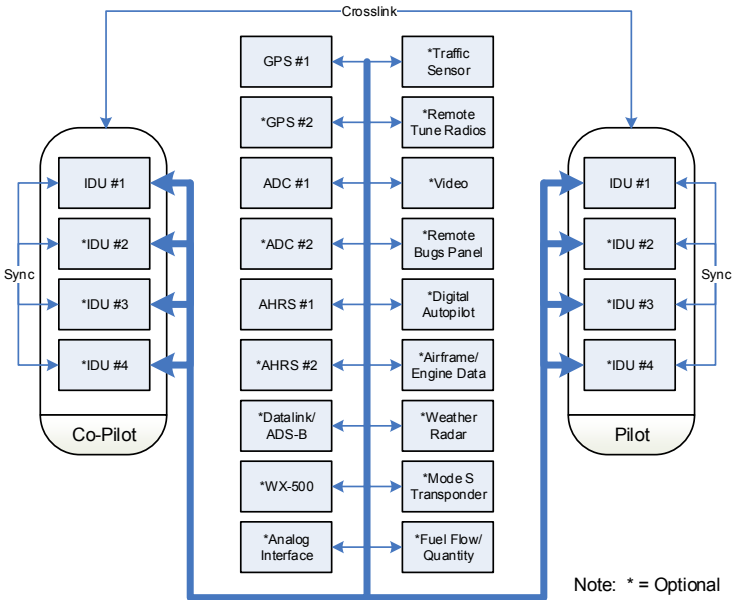 Crosslink
GPS #1
*Traffic
Sensor
*GPS #2
*Remote
Tune Radios
IDU #1
ADC #1
*Video
IDU #1
*IDU #2
*ADC #2
*Remote
Bugs Panel
*IDU #2
Sync
Sync
*IDU #3
AHRS #1
*Digital
Autopilot
*IDU #3
*IDU #4
*AHRS #2
*Airframe/
Engine Data
*IDU #4
Co-Pilot
*Datalink/
ADS-B
*Weather
Radar
Pilot
*WX-500
*Mode S
Transponder
*Analog
Interface
*Fuel Flow/
Quantity
Note: * = Optional